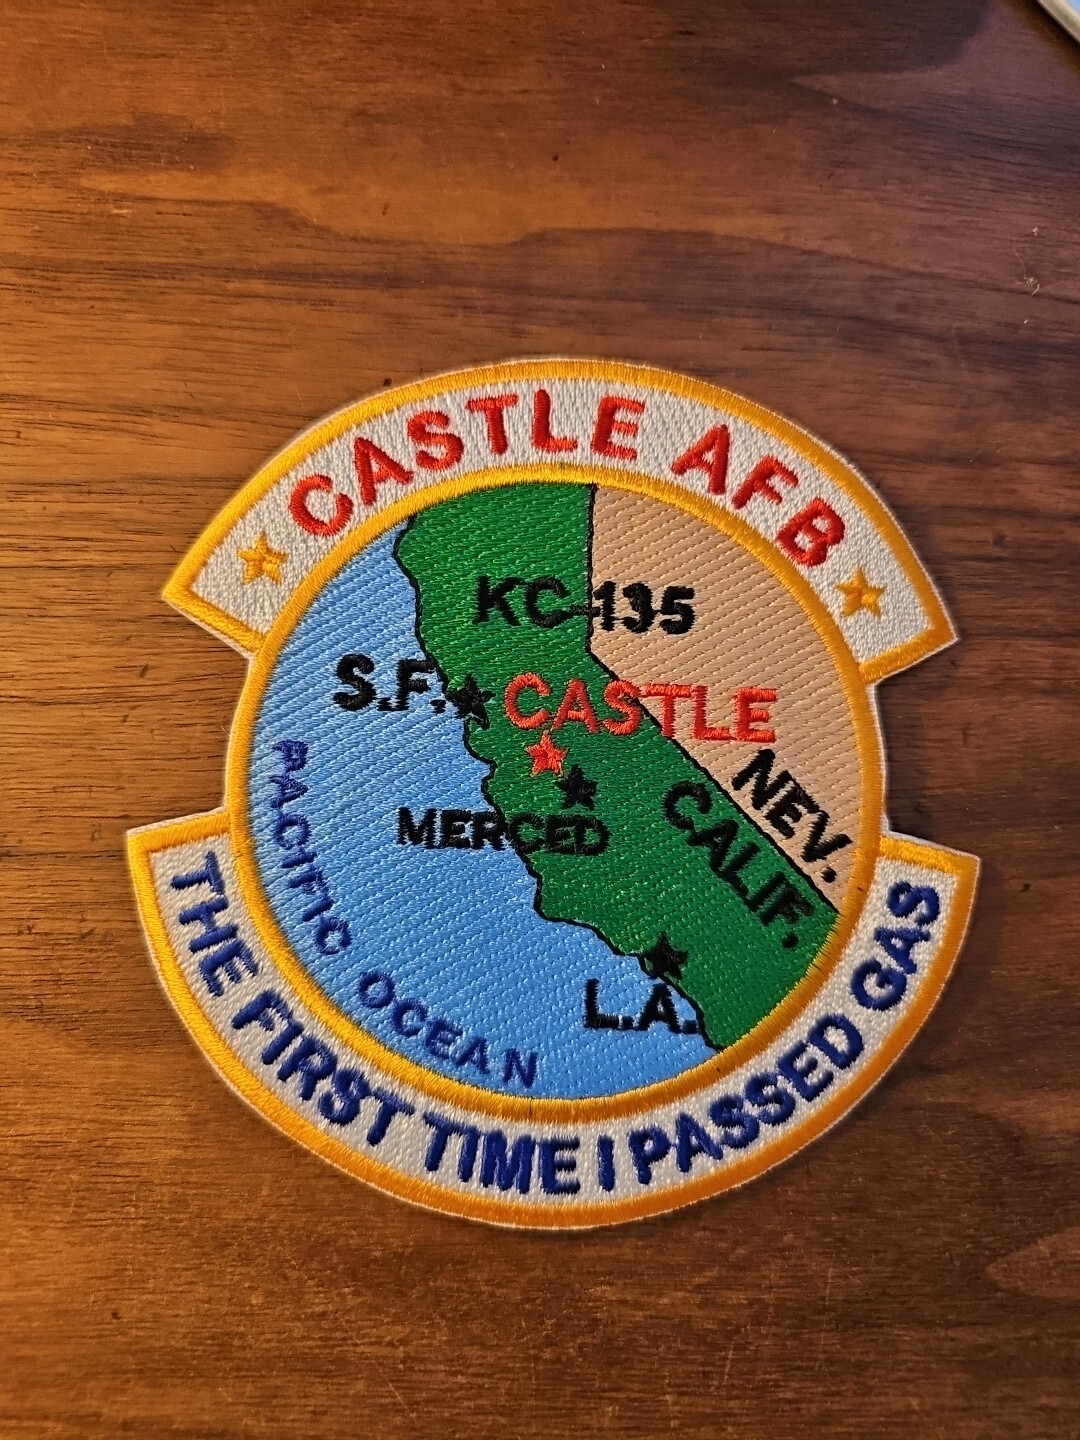 CASTLE AFB
KC-135
S.F.
CASTLE
NEV.
MERCED
CALIF.
PACIFIC OCEAN
L.A.
THE FIRST TIME I PASSED GAS